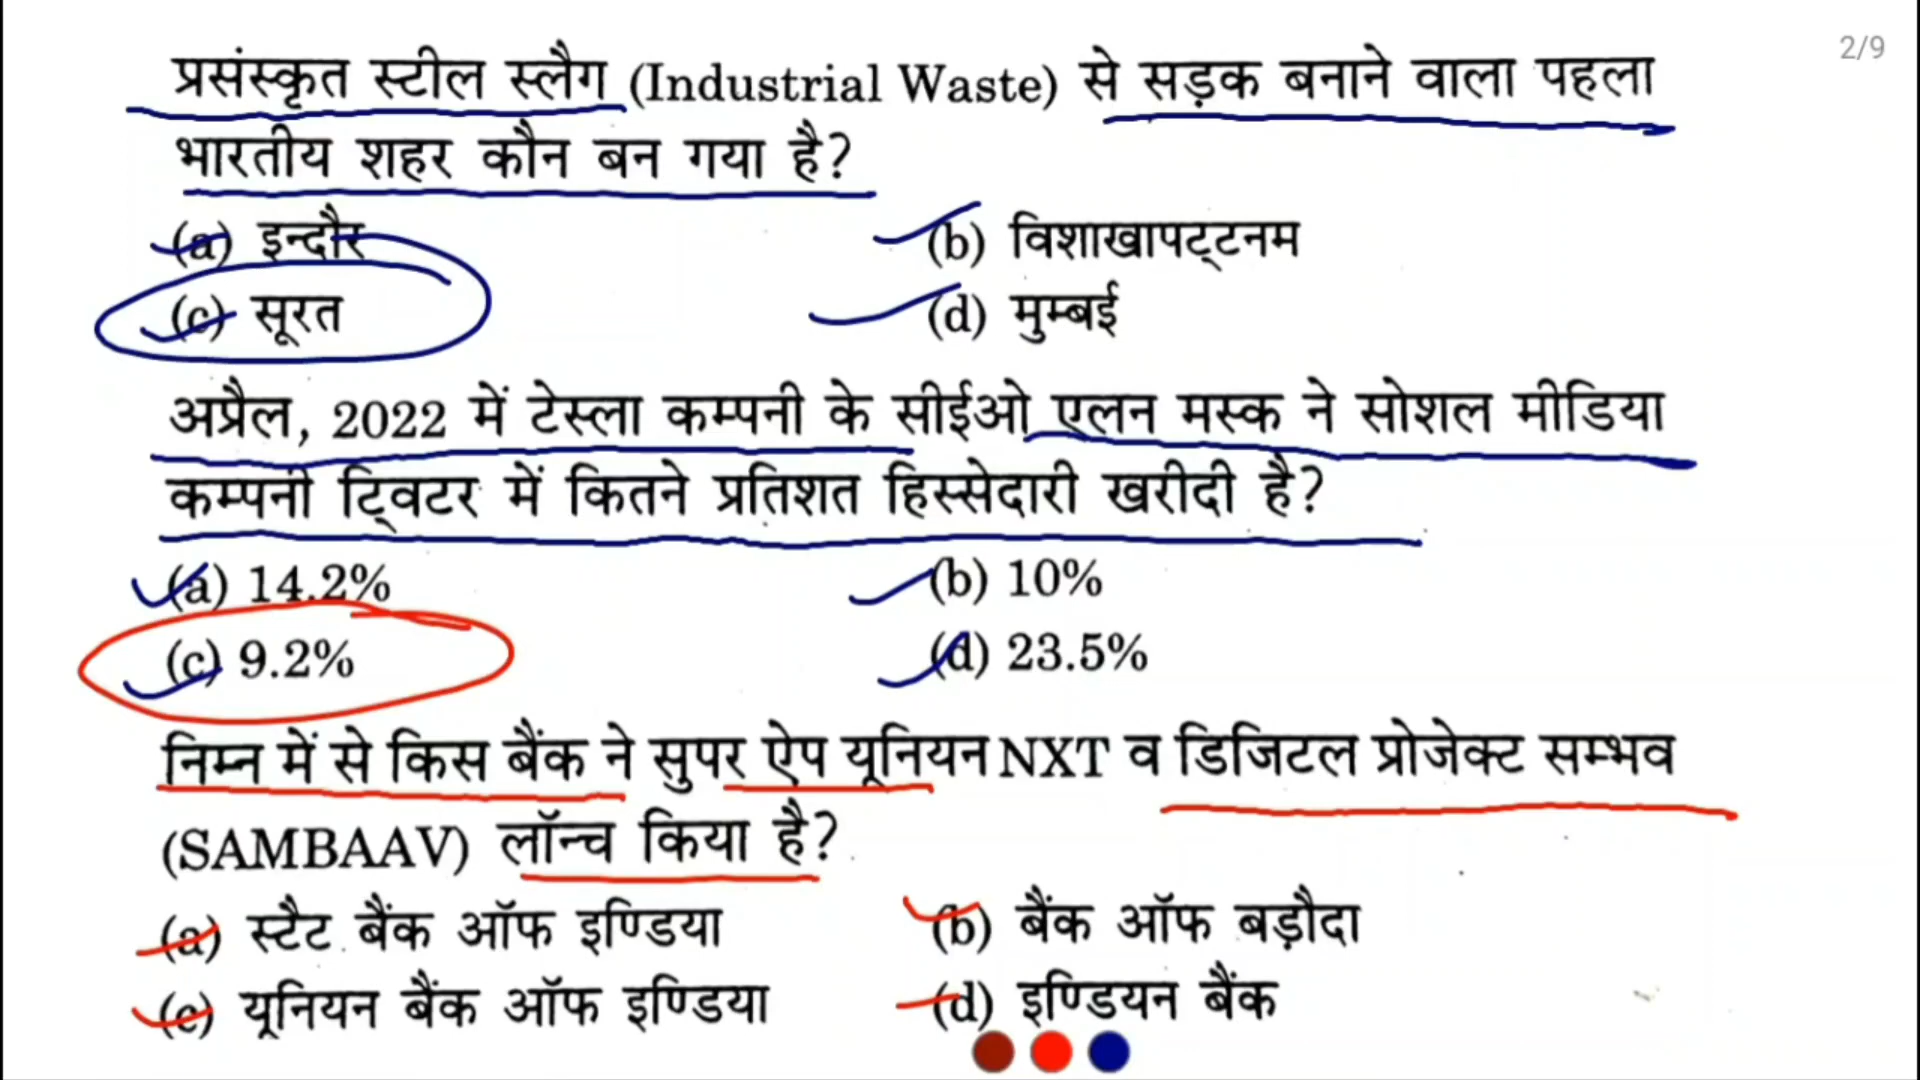 2/9
प्रसंस्कृत स्टील स्लैग (Industrial Waste) से सड़क बनाने वाला पहला
भारतीय शहर कौन बन गया है?
(a) इन्दौर (b) विशाखापट्टनम
(c) सूरत (d) मुम्बई
अप्रैल, 2022 में टेस्ला कम्पनी के सीईओ एलन मस्क ने सोशल मीडिया
कम्पनी ट्विटर में कितने प्रतिशत हिस्सेदारी खरीदी है?
(a) 14.2% (b) 10%
(c) 9.2% (d) 23.5%
निम्न में से किस बैंक ने सुपर ऐप यूनियन NXT व डिजिटल प्रोजेक्ट सम्भव
(SAMBAAV) लॉन्च किया है?
(a) स्टैट बैंक ऑफ इण्डिया (b) बैंक ऑफ बड़ौदा
(c) यूनियन बैंक ऑफ इण्डिया (d) इण्डियन बैंक